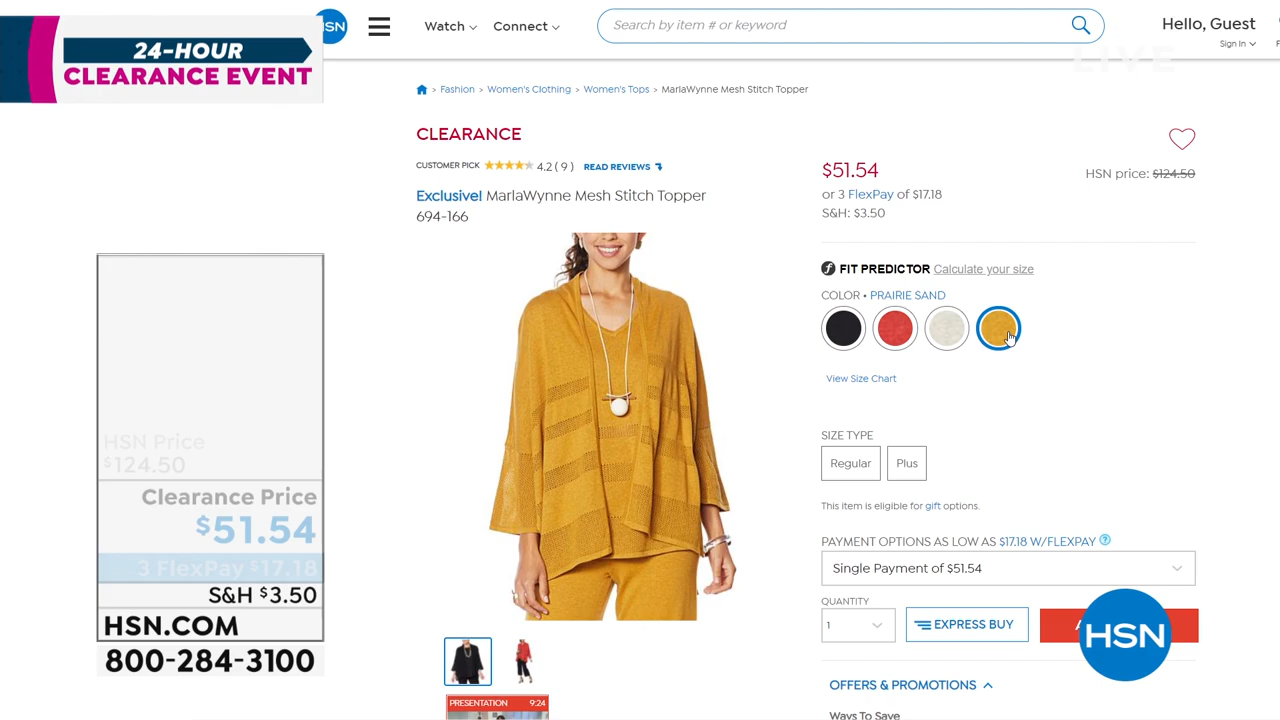 24-HOUR
CLEARANCE EVENT
HSN
Watch
Connect
Search by item # or keyword
Hello, Guest
Sign In
LIVE
> Fashion > Women's Clothing > Women's Tops > MarlaWynne Mesh Stitch Topper
CLEARANCE
CUSTOMER PICK 4.2 ( 9 ) READ REVIEWS
Exclusive! MarlaWynne Mesh Stitch Topper
694-166
$51.54
HSN price: $124.50
or 3 FlexPay of $17.18
S&H: $3.50
FIT PREDICTOR Calculate your size
COLOR • PRAIRIE SAND
View Size Chart
SIZE TYPE
Regular
Plus
This item is eligible for gift options.
PAYMENT OPTIONS AS LOW AS $17.18 W/FLEXPAY ?
Single Payment of $51.54
QUANTITY
1
EXPRESS BUY
HSN
OFFERS & PROMOTIONS
Ways To Save
HSN Price
$124.50
Clearance Price
$51.54
3 FlexPay $17.18
S&H $3.50
HSN.COM
800-284-3100
PRESENTATION 9:24